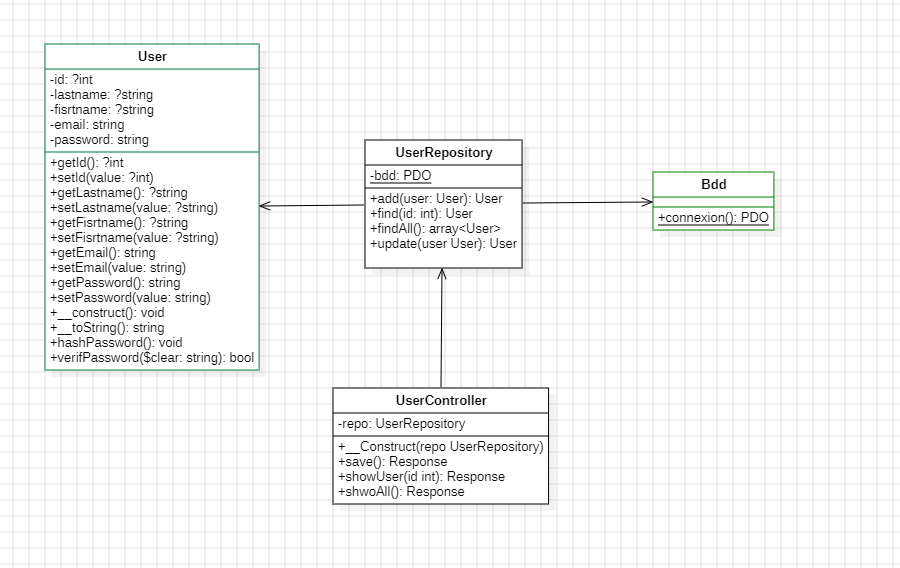 User
-id: ?int
-lastname: ?string
-fisrtname: ?string
-email: string
-password: string
+getId(): ?int
+setId(value: ?int)
+getLastname(): ?string
+setLastname(value: ?string)
+getFisrtname(): ?string
+setFisrtname(value: ?string)
+getEmail(): string
+setEmail(value: string)
+getPassword(): string
+setPassword(value: string)
+__construct(): void
+__toString(): string
+hashPassword(): void
+verifPassword($clear: string): bool
UserRepository
-bdd: PDO
+add(user: User): User
+find(id: int): User
+findAll(): array<User>
+update(user User): User
Bdd
+connexion(): PDO
UserController
-repo: UserRepository
+__Construct(repo UserRepository)
+save(): Response
+showUser(id int): Response
+shwoAll(): Response